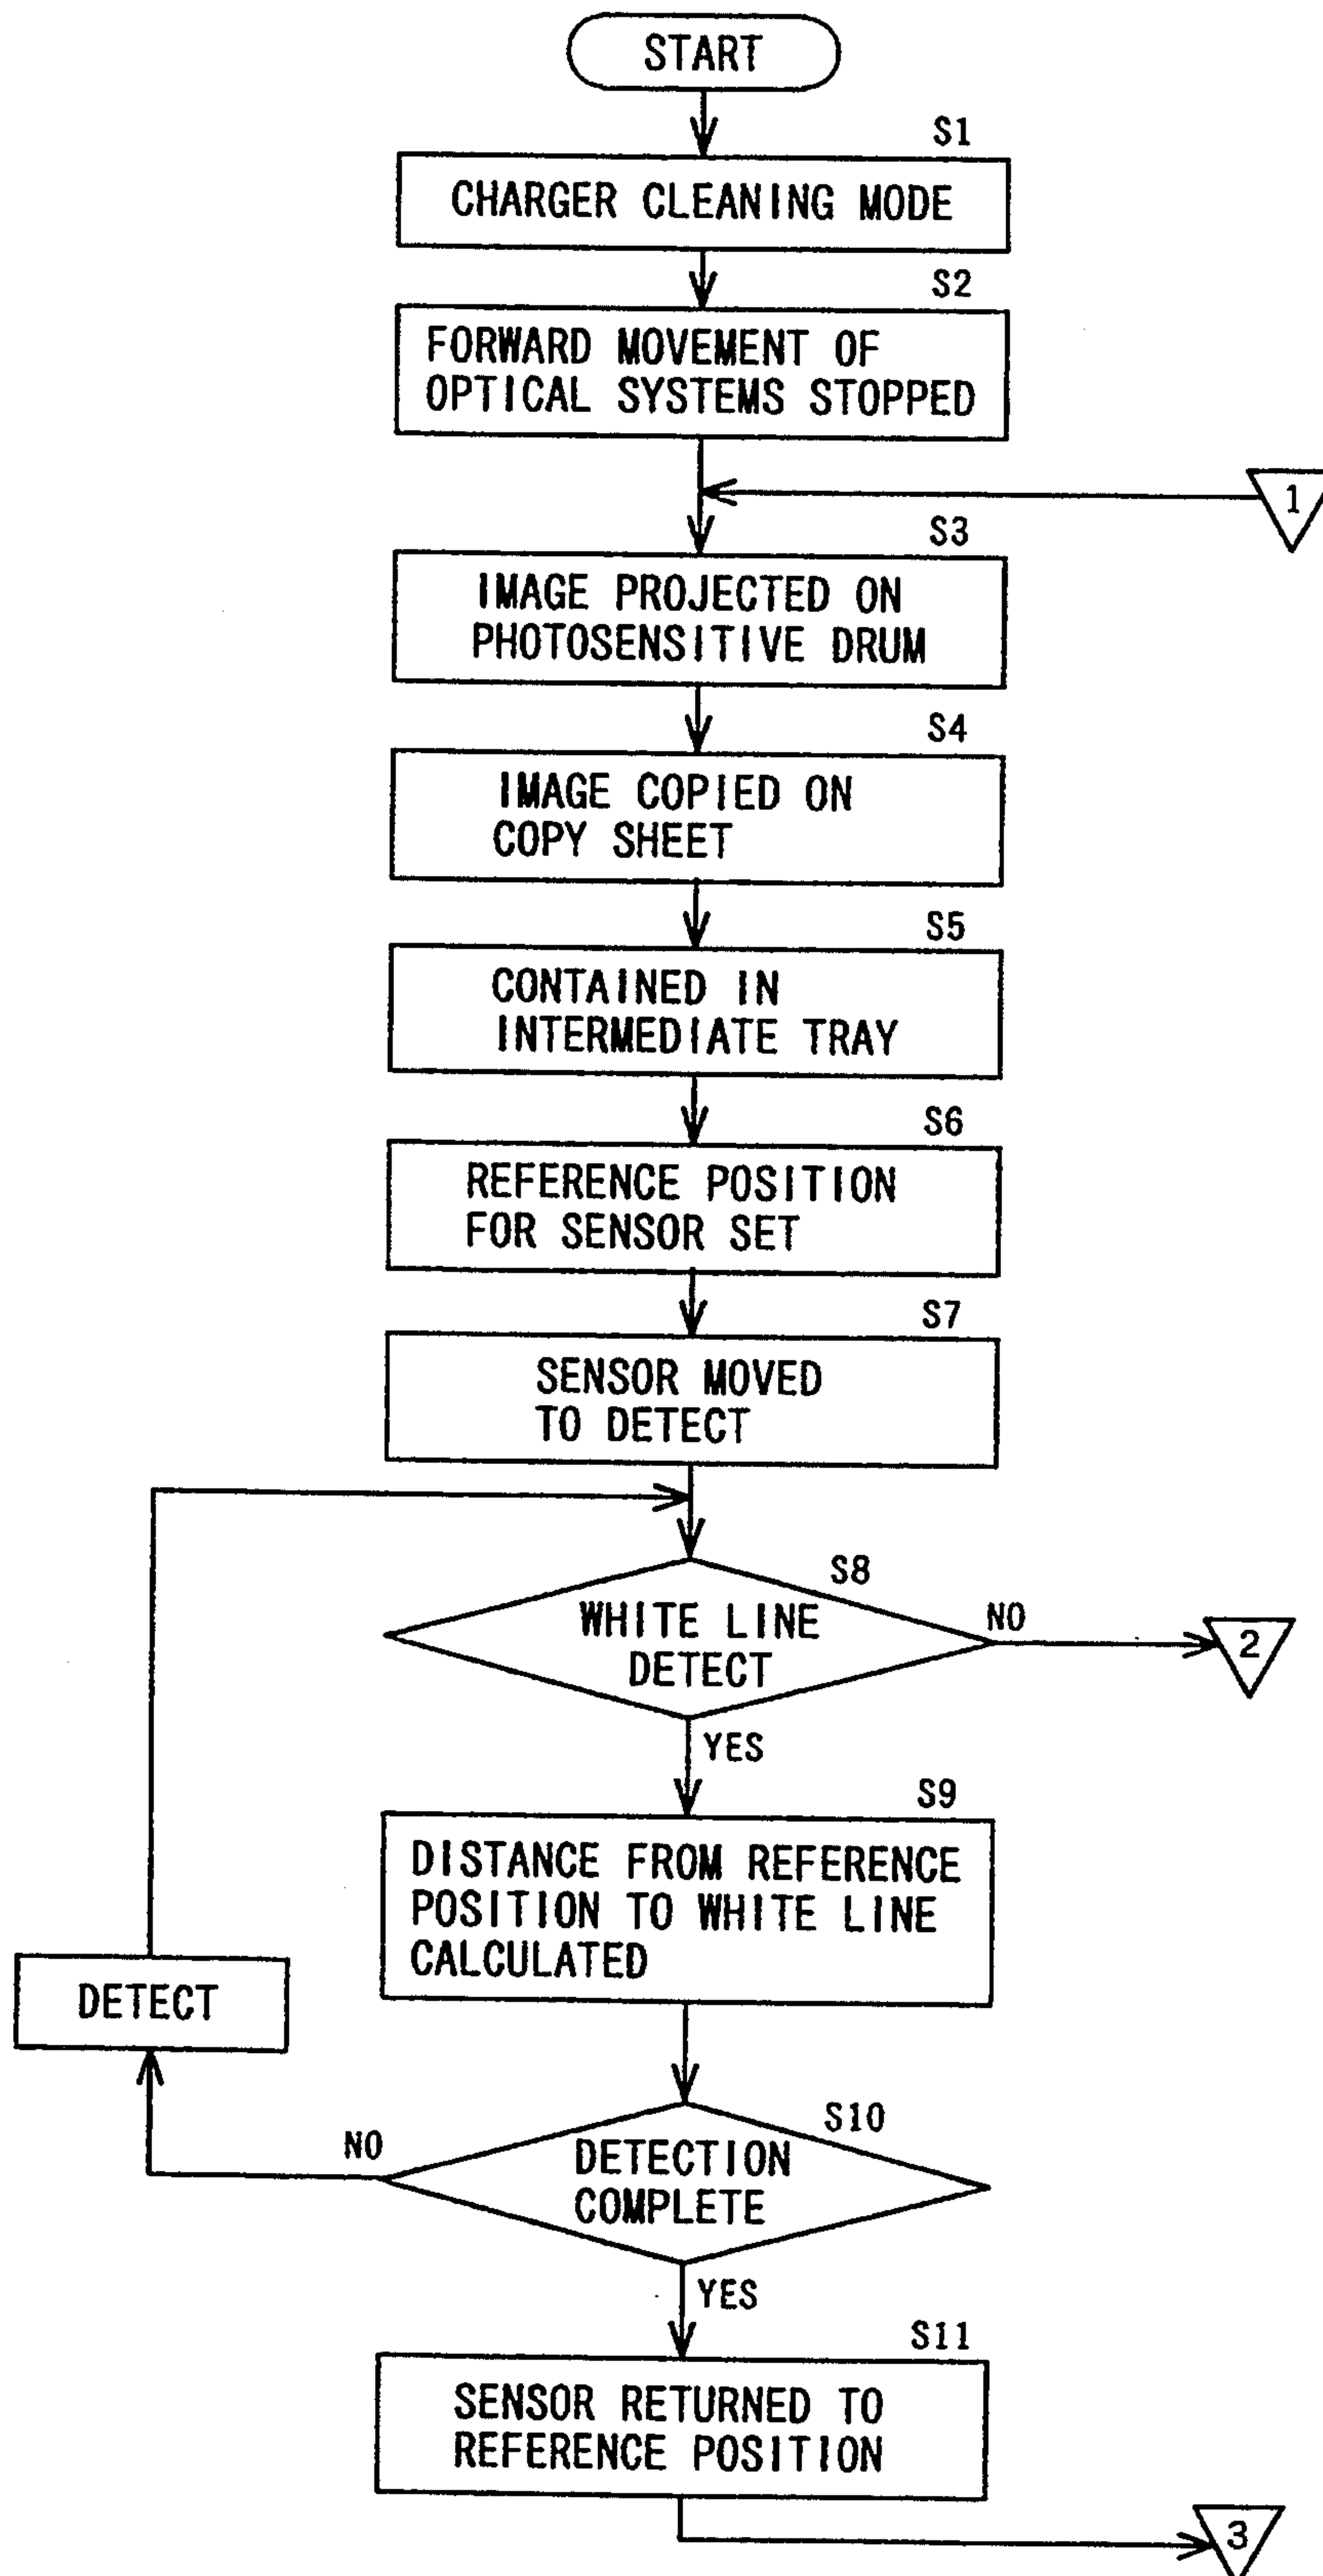 START
S1
CHARGER CLEANING MODE
S2
FORWARD MOVEMENT OF
OPTICAL SYSTEMS STOPPED
1
S3
IMAGE PROJECTED ON
PHOTOSENSITIVE DRUM
S4
IMAGE COPIED ON
COPY SHEET
S5
CONTAINED IN
INTERMEDIATE TRAY
S6
REFERENCE POSITION
FOR SENSOR SET
S7
SENSOR MOVED
TO DETECT
S8
WHITE LINE
DETECT
NO
2
YES
S9
DISTANCE FROM REFERENCE
POSITION TO WHITE LINE
CALCULATED
DETECT
S10
NO
DETECTION
COMPLETE
YES
S11
SENSOR RETURNED TO
REFERENCE POSITION
3